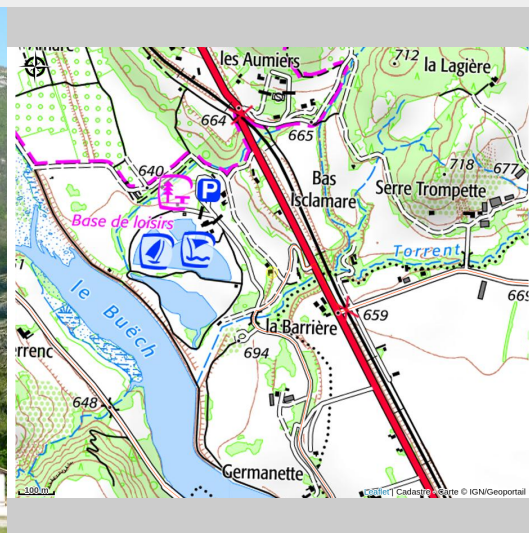 les Aumiers
712
la Lagière
664
665
640
P
Bas
Isclamare
718
677
Serre Trompette
Base de loisirs
Torrent
le Buëch
669
la Barrière
659
694
648
Germanette
100 m
Leaflet | Cadastre - Carte © IGN/Geoportail